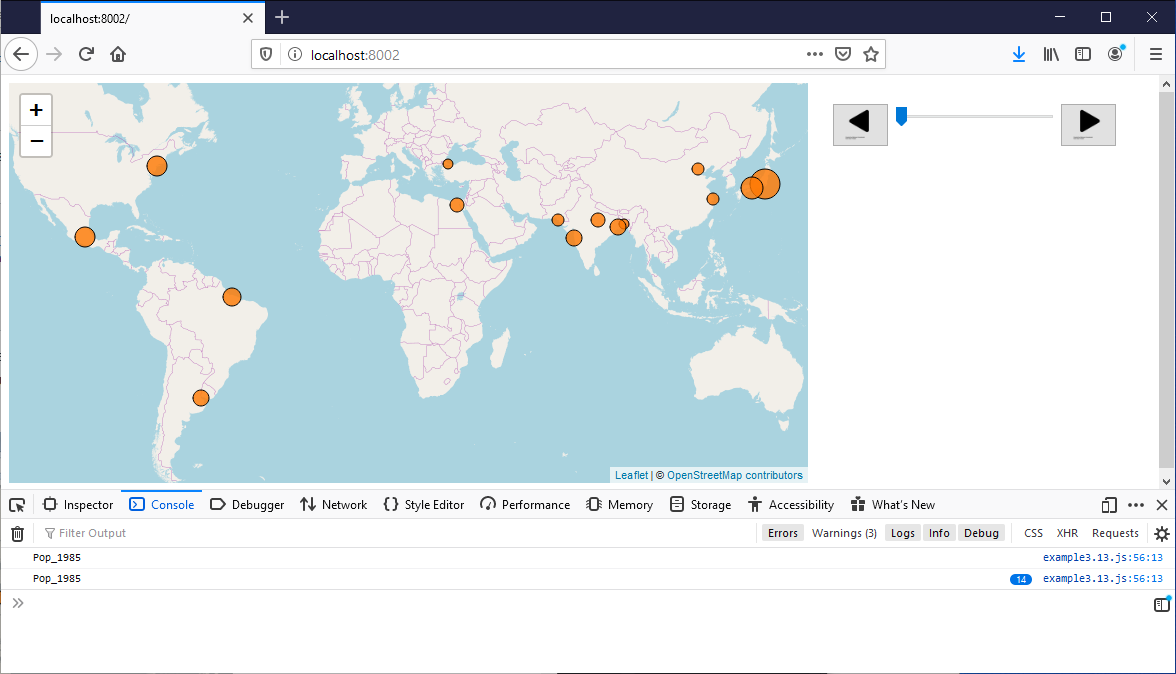 localhost:8002/
localhost:8002
+
−
Leaflet | © OpenStreetMap contributors
Inspector Console Debugger Network Style Editor Performance Memory Storage Accessibility What's New
Filter Output Errors Warnings (3) Logs Info Debug CSS XHR Requests
Pop_1985 example3.13.js:56:13
Pop_1985 14 example3.13.js:56:13